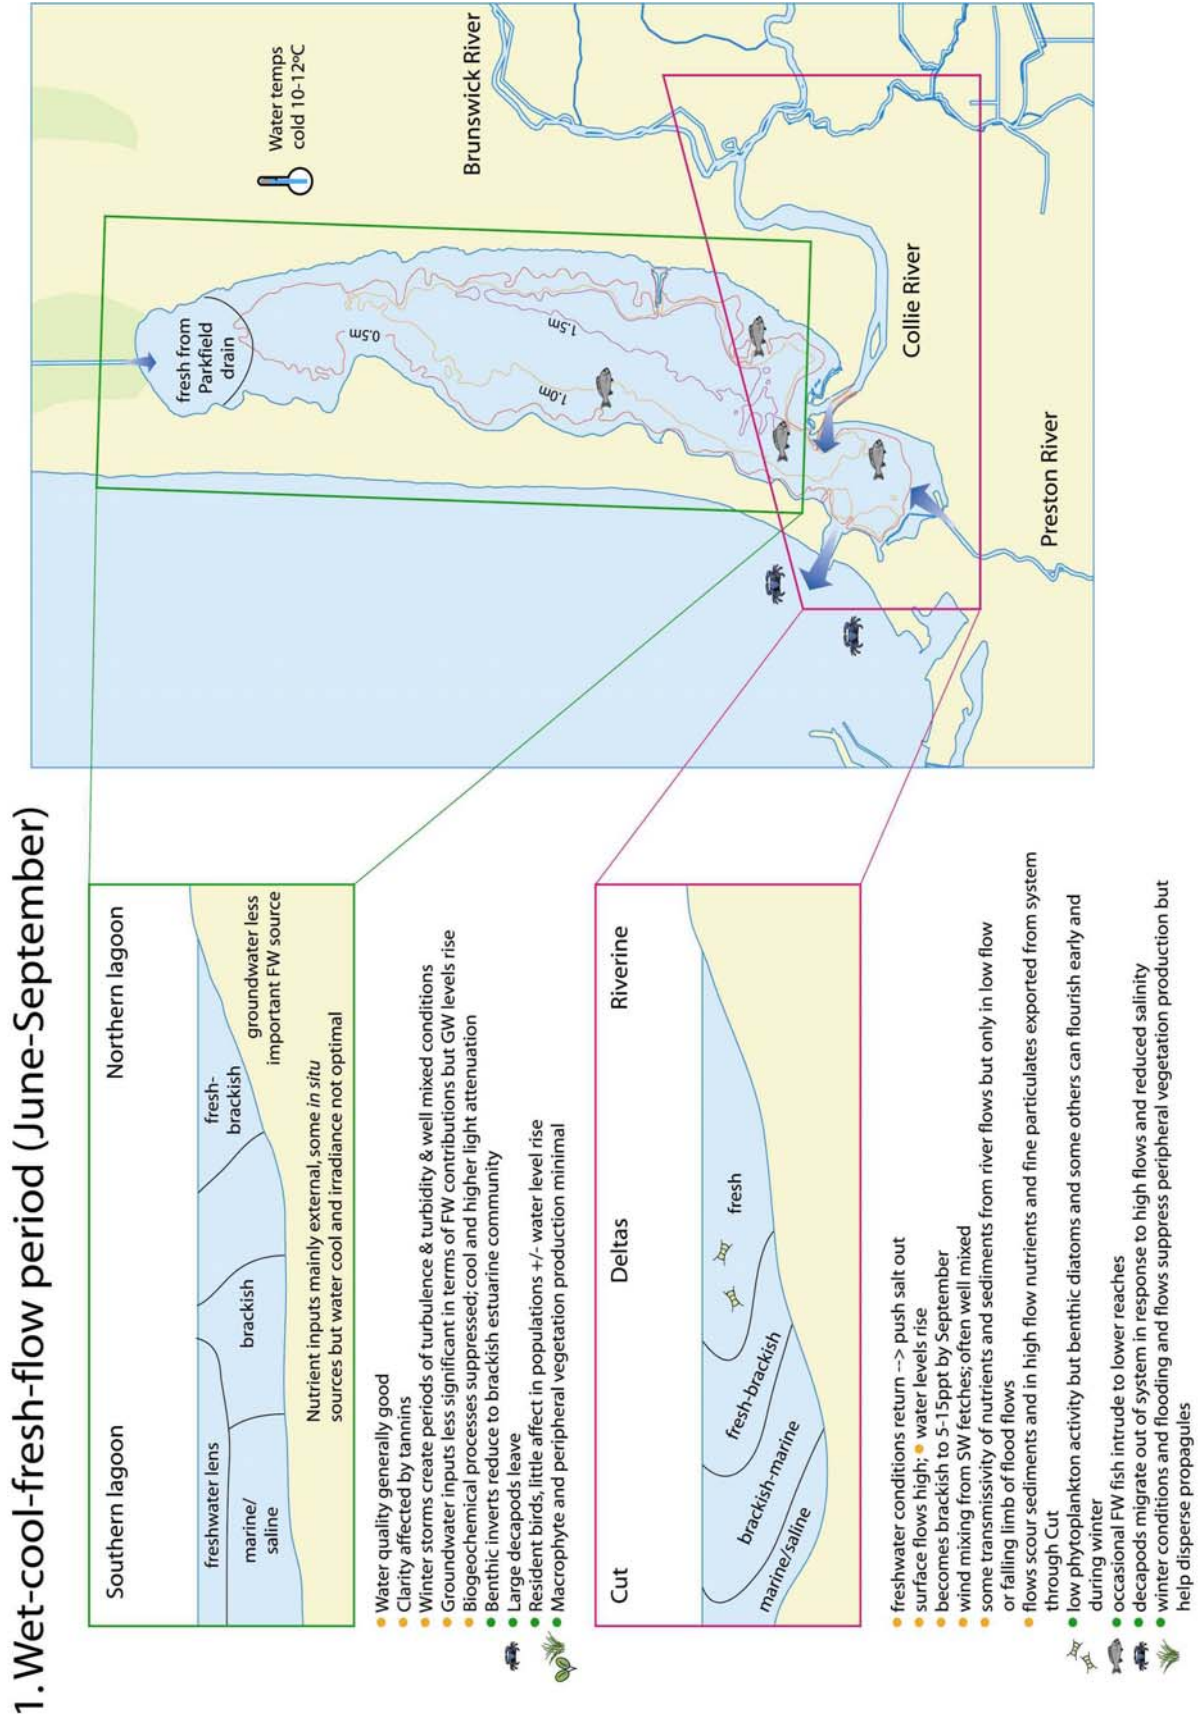 1. Wet-cool-fresh-flow period (June-September)
Southern lagoon
Northern lagoon
freshwater lens
marine/
saline
brackish
fresh-
brackish
groundwater less
important FW source
Nutrient inputs mainly external, some in situ
sources but water cool and irradiance not optimal
Water quality generally good
Clarity affected by tannins
Winter storms create periods of turbulence & turbidity & well mixed conditions
Groundwater inputs less significant in terms of FW contributions but GW levels rise
Biogeochemical processes suppressed; cool and higher light attenuation
Benthic inverts reduce to brackish estuarine community
Large decapods leave
Resident birds, little affect in populations +/- water level rise
Macrophyte and peripheral vegetation production minimal
Cut
Deltas
Riverine
marine/saline
brackish-marine
fresh-brackish
fresh
freshwater conditions return --> push salt out
surface flows high; water levels rise
becomes brackish to 5-15ppt by September
wind mixing from SW fetches; often well mixed
some transmissivity of nutrients and sediments from river flows but only in low flow
or falling limb of flood flows
flows scour sediments and in high flow nutrients and fine particulates exported from system
through Cut
low phytoplankton activity but benthic diatoms and some others can flourish early and
during winter
occasional FW fish intrude to lower reaches
decapods migrate out of system in response to high flows and reduced salinity
winter conditions and flooding and flows suppress peripheral vegetation production but
help disperse propagules
fresh from
Parkfield
drain
Water temps
cold 10-12ºC
0.5m
1.0m
1.5m
Brunswick River
Collie River
Preston River